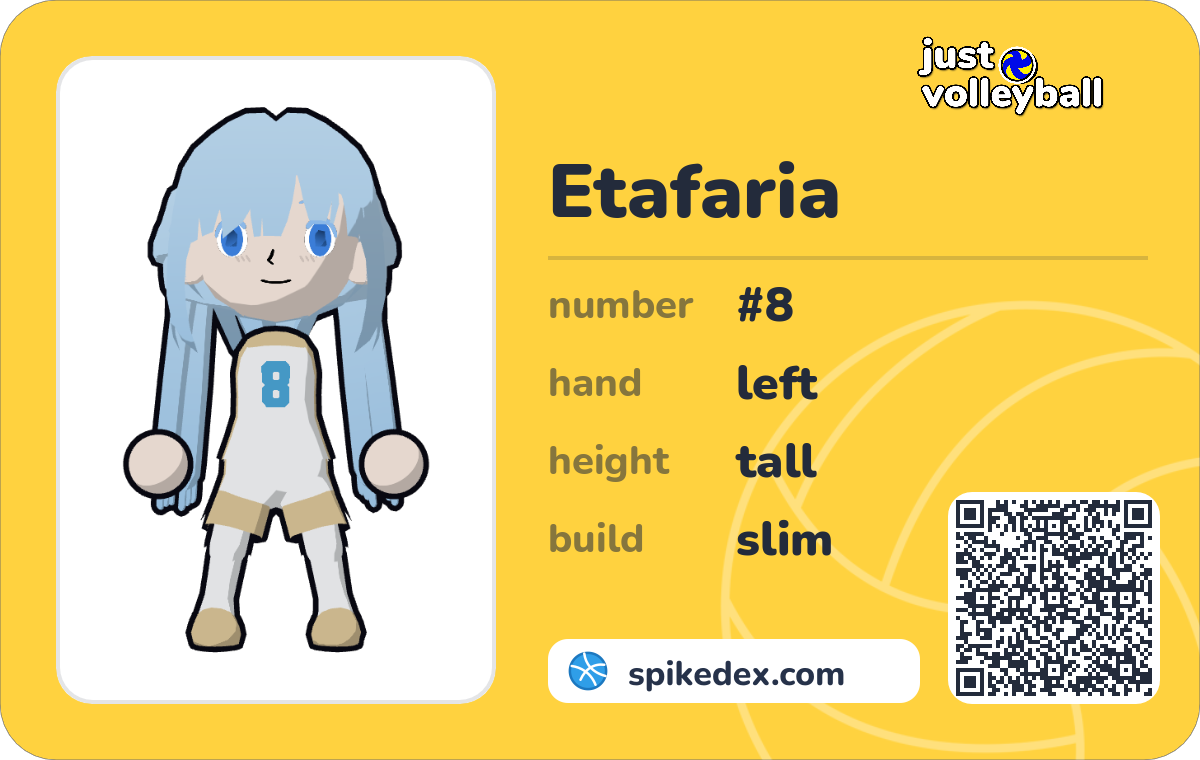 just
volleyball
Etafaria
number #8
hand left
height tall
build slim
8
spikedex.com